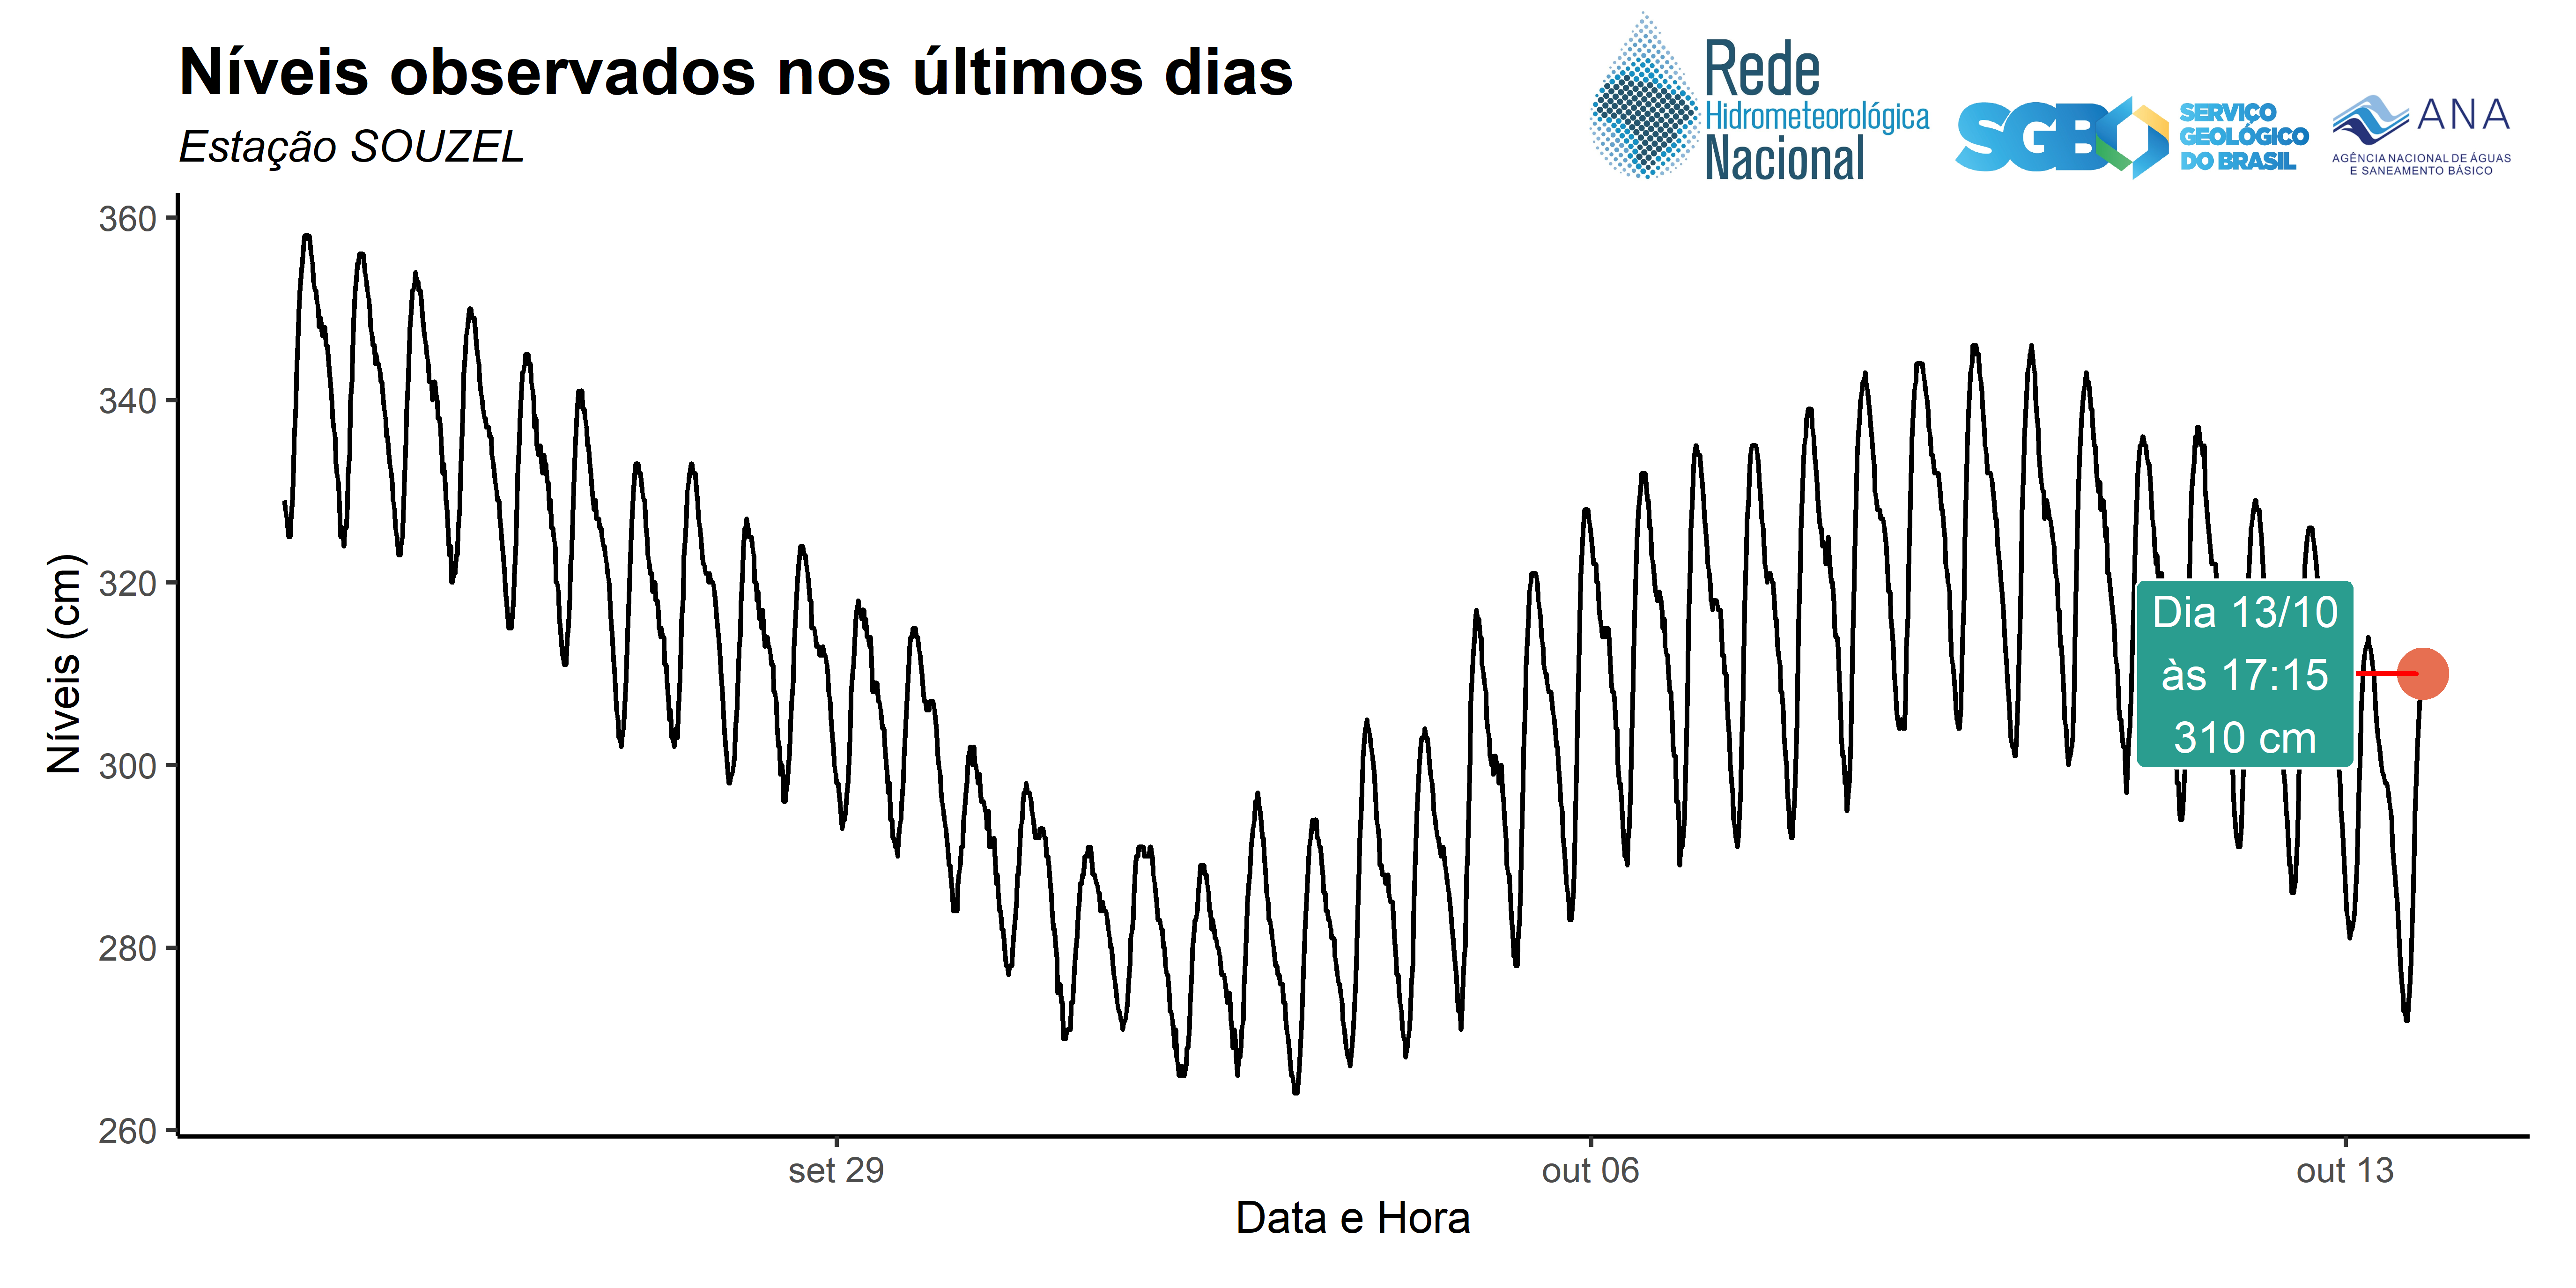 Níveis observados nos últimos dias
Estação SOUZEL
Rede
Hidrometeorológica
Nacional
SGB
SERVIÇO
GEOLÓGICO
DO BRASIL
ANA
AGÊNCIA NACIONAL DE ÁGUAS
E SANEAMENTO BÁSICO
360
340
320
300
280
260
Níveis (cm)
Dia 13/10
às 17:15
310 cm
set 29
out 06
out 13
Data e Hora